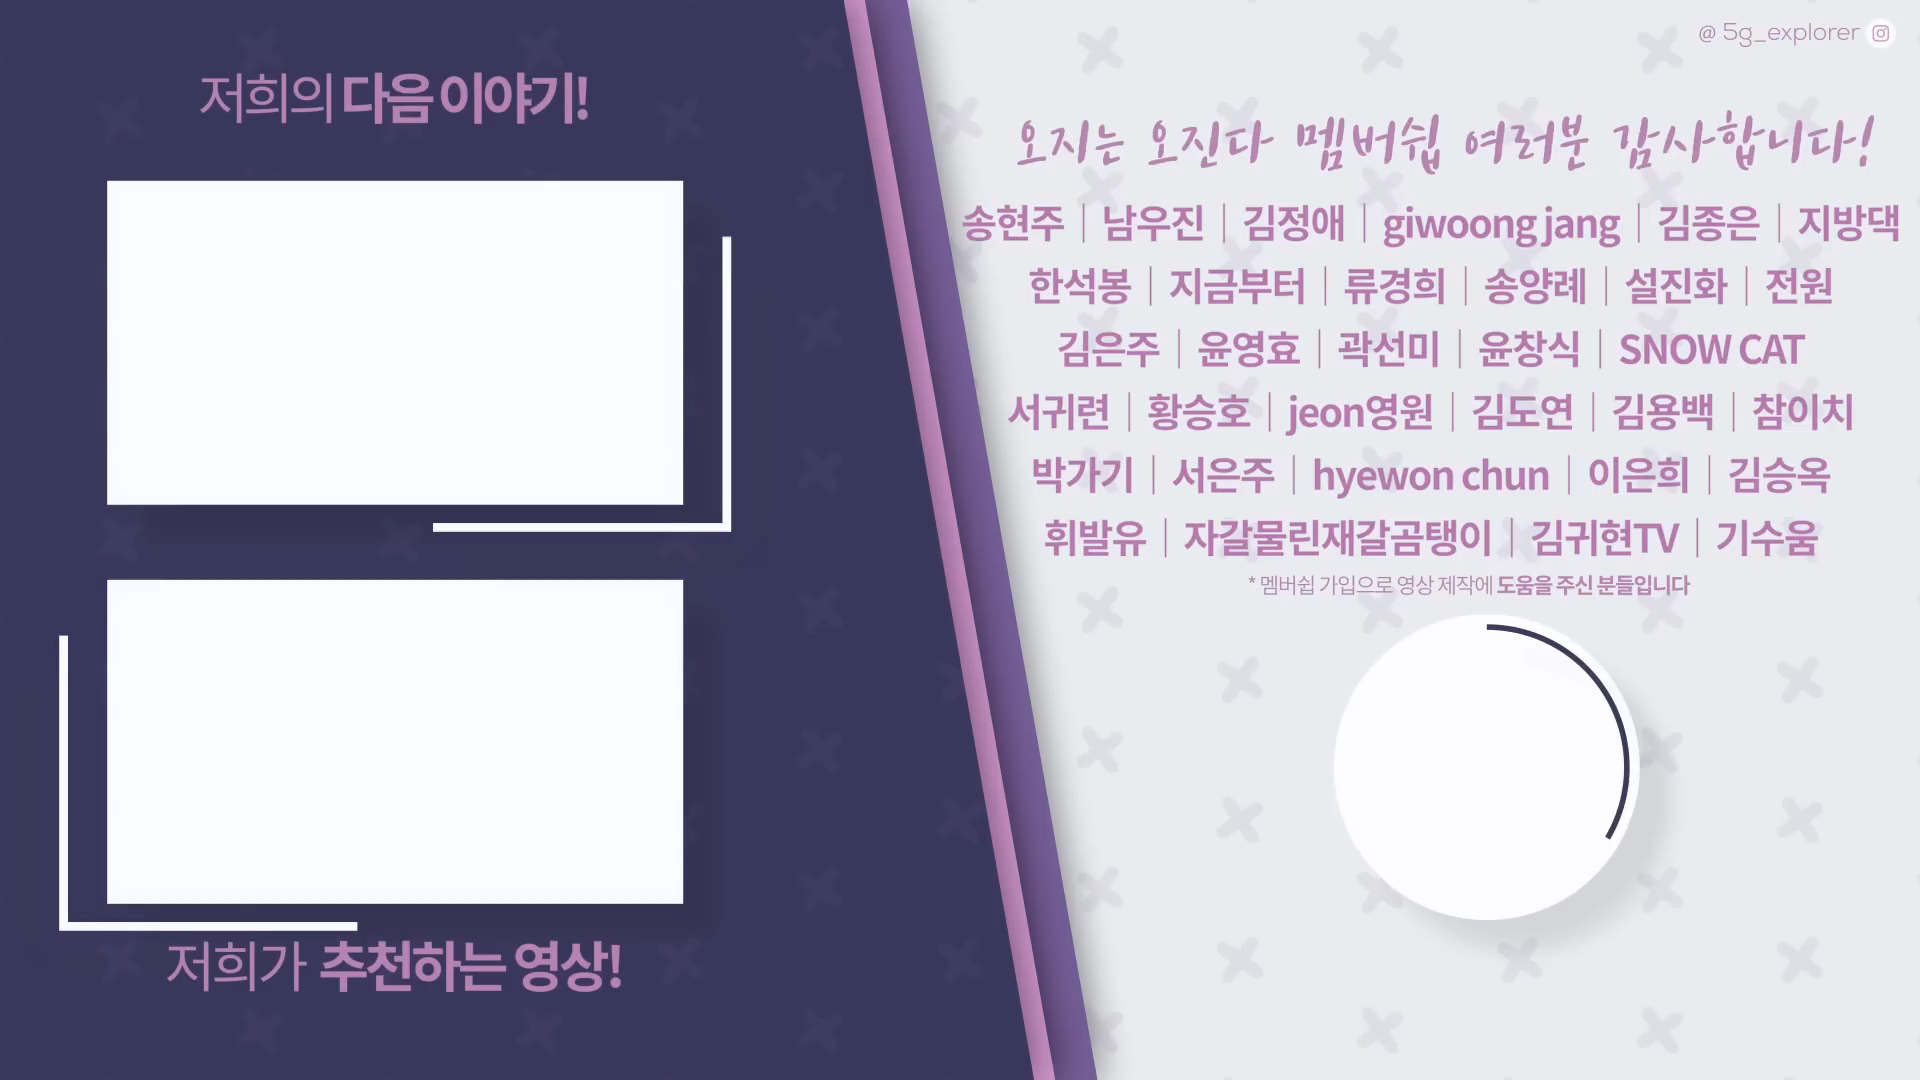 저희의 다음 이야기!
저희가 추천하는 영상!
@ 5g_explorer
오지는 오진다 멤버쉽 여러분 감사합니다!
송현주 | 남우진 | 김정애 | giwoong jang | 김종은 | 지방댁
한석봉 | 지금부터 | 류경희 | 송양례 | 설진화 | 전원
김은주 | 윤영효 | 곽선미 | 윤창식 | SNOW CAT
서귀련 | 황승호 | jeon영원 | 김도연 | 김용백 | 참이치
박가기 | 서은주 | hyewon chun | 이은희 | 김승옥
휘발유 | 자갈물린재갈곰탱이 | 김귀현TV | 기수움
* 멤버쉽 가입으로 영상 제작에 도움을 주신 분들입니다